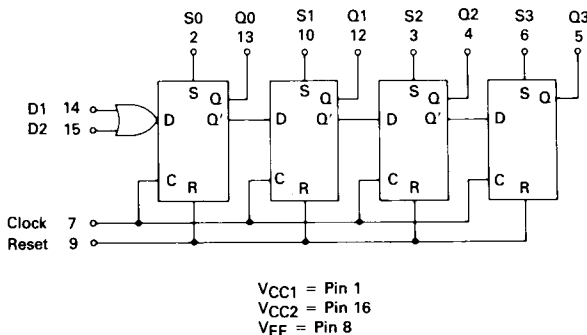 S0 Q0 S1 Q1 S2 Q2 S3 Q3
2 13 10 12 3 4 6 5
S Q S Q S Q S Q
D1 14
D2 15
D Q' D Q' D Q' D
C R C R C R C R
Clock 7
Reset 9
VCC1 = Pin 1
VCC2 = Pin 16
VEE = Pin 8